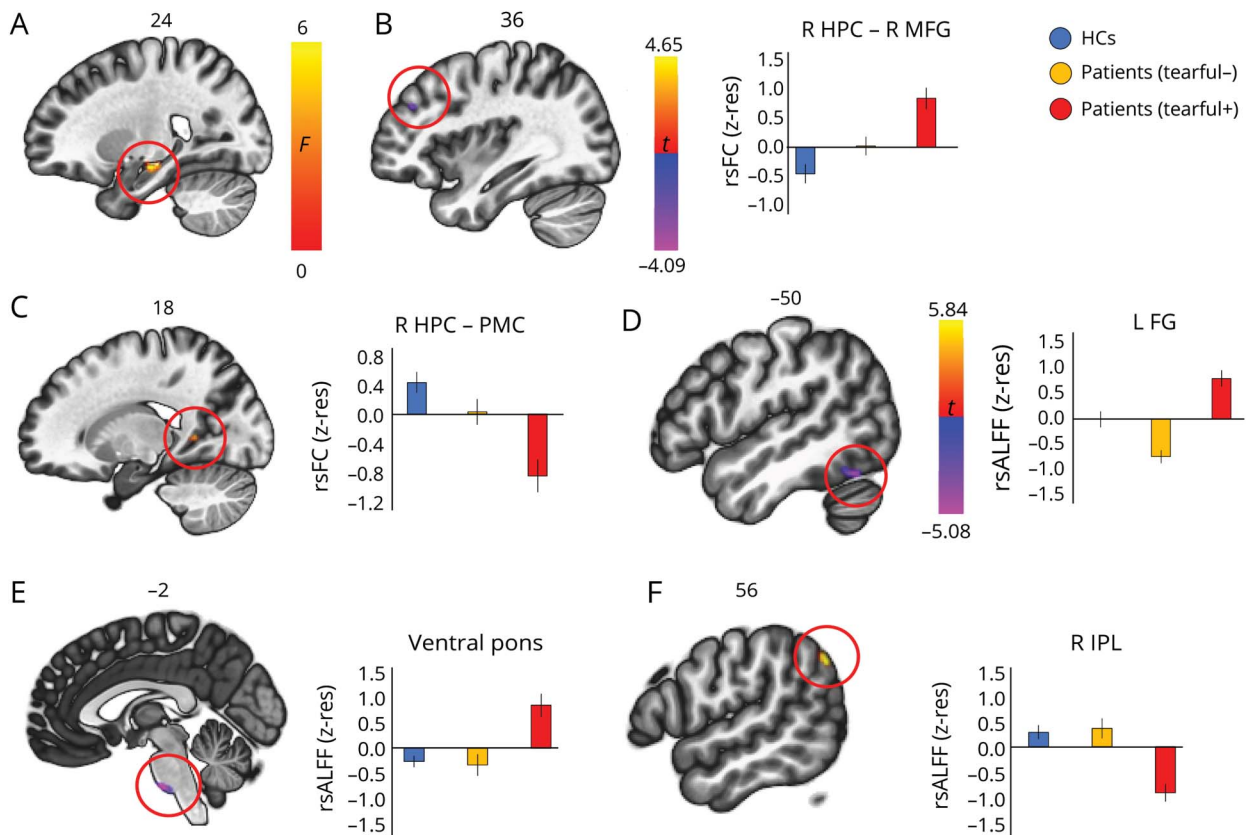 A
24
6
F
0
B
36
4.65
t
−4.09
R HPC – R MFG
rsFC (z-res)
1.5
1.0
0.5
0.0
−0.5
−1.0
HCs
Patients (tearful–)
Patients (tearful+)
C
18
R HPC – PMC
rsFC (z-res)
0.8
0.4
0.0
−0.4
−0.8
−1.2
D
−50
5.84
t
−5.08
L FG
rsALFF (z-res)
1.5
1.0
0.5
0.0
−0.5
−1.0
−1.5
E
−2
Ventral pons
rsALFF (z-res)
1.5
1.0
0.5
0.0
−0.5
−1.0
−1.5
F
56
R IPL
rsALFF (z-res)
1.5
1.0
0.5
0.0
−0.5
−1.0
−1.5